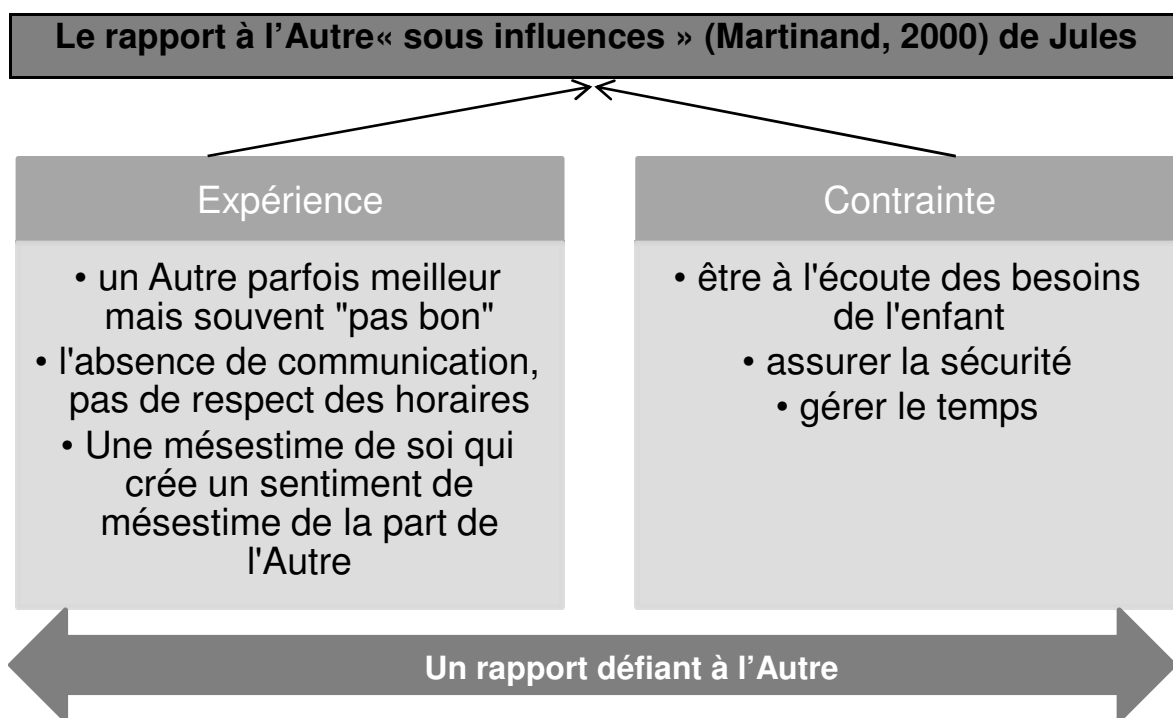 Le rapport à l’Autre« sous influences » (Martinand, 2000) de Jules
Expérience
• un Autre parfois meilleur
mais souvent "pas bon"
• l'absence de communication,
pas de respect des horaires
• Une mésestime de soi qui
crée un sentiment de
mésestime de la part de
l'Autre
Contrainte
• être à l'écoute des besoins
de l'enfant
• assurer la sécurité
• gérer le temps
Un rapport défiant à l’Autre